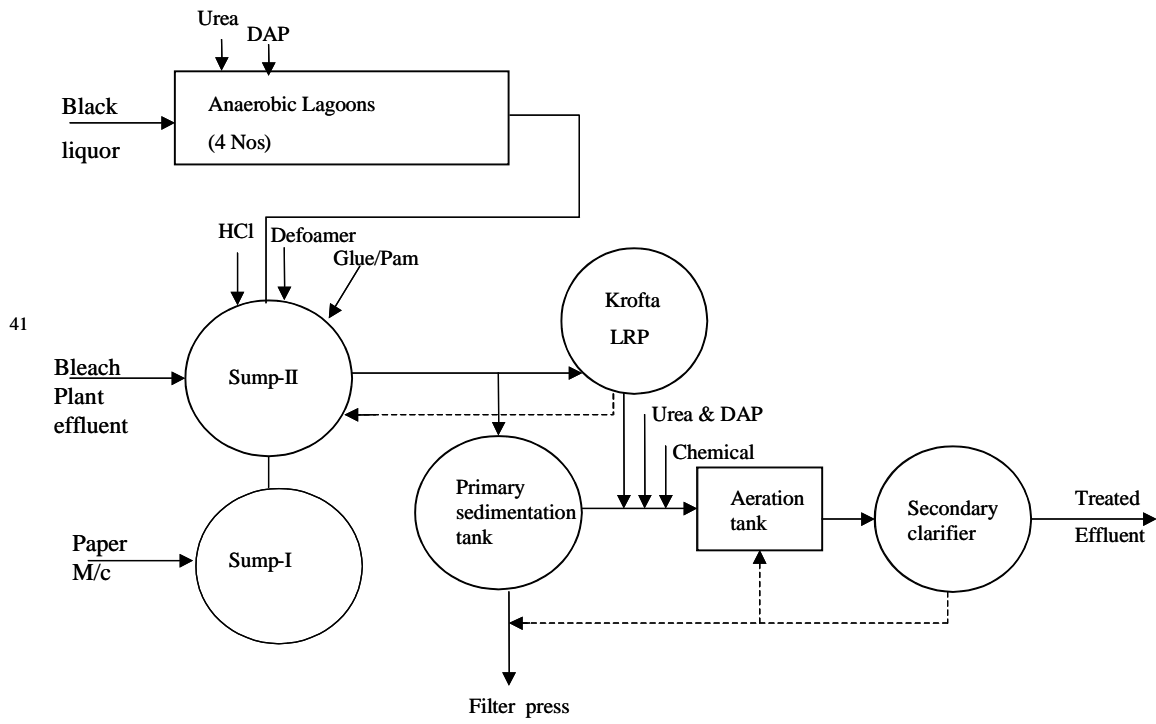 Urea
DAP
Black
liquor
Anaerobic Lagoons
(4 Nos)
HCl
Defoamer
Glue/Pam
Krofta
LRP
41
Bleach
Plant
effluent
Sump-II
Urea & DAP
Chemical
Primary
sedimentation
tank
Aeration
tank
Secondary
clarifier
Treated
Effluent
Paper
M/c
Sump-I
Filter press